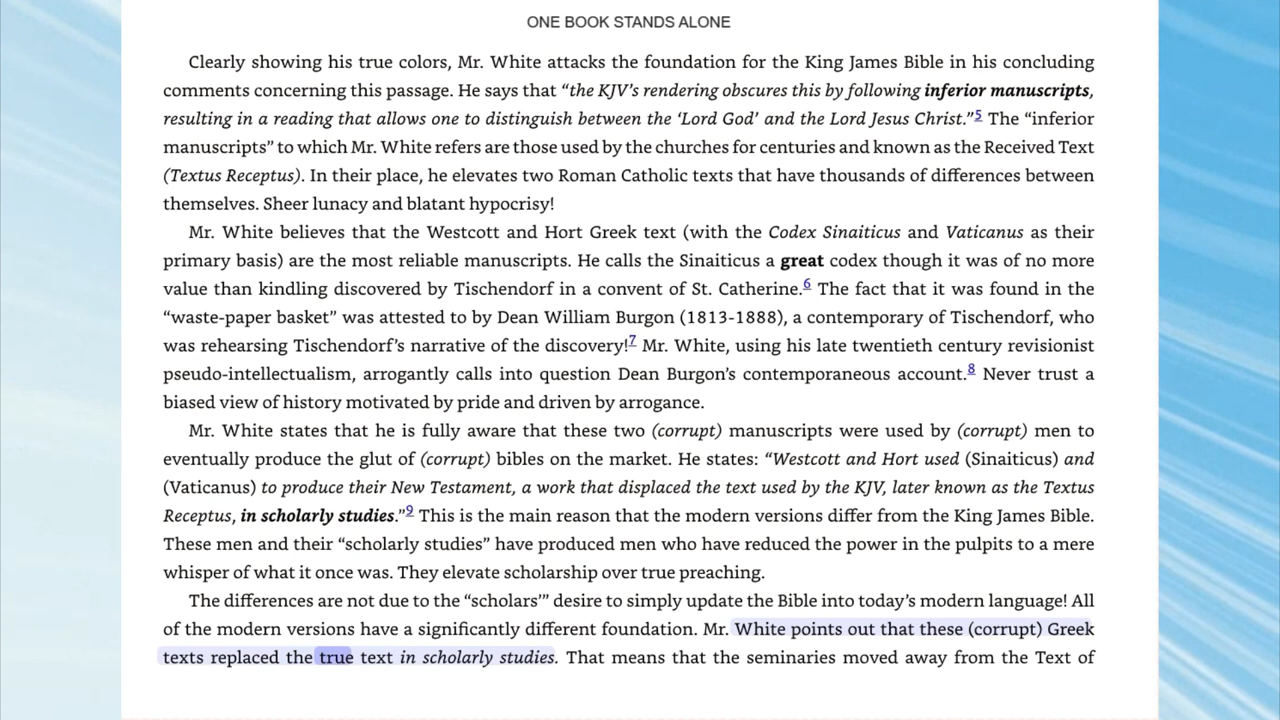 ONE BOOK STANDS ALONE
Clearly showing his true colors, Mr. White attacks the foundation for the King James Bible in his concluding
comments concerning this passage. He says that “the KJV’s rendering obscures this by following inferior manuscripts,
resulting in a reading that allows one to distinguish between the ‘Lord God’ and the Lord Jesus Christ.”5 The “inferior
manuscripts” to which Mr. White refers are those used by the churches for centuries and known as the Received Text
(Textus Receptus). In their place, he elevates two Roman Catholic texts that have thousands of differences between
themselves. Sheer lunacy and blatant hypocrisy!
Mr. White believes that the Westcott and Hort Greek text (with the Codex Sinaiticus and Vaticanus as their
primary basis) are the most reliable manuscripts. He calls the Sinaiticus a great codex though it was of no more
value than kindling discovered by Tischendorf in a convent of St. Catherine.6 The fact that it was found in the
“waste-paper basket” was attested to by Dean William Burgon (1813-1888), a contemporary of Tischendorf, who
was rehearsing Tischendorf’s narrative of the discovery!7 Mr. White, using his late twentieth century revisionist
pseudo-intellectualism, arrogantly calls into question Dean Burgon’s contemporaneous account.8 Never trust a
biased view of history motivated by pride and driven by arrogance.
Mr. White states that he is fully aware that these two (corrupt) manuscripts were used by (corrupt) men to
eventually produce the glut of (corrupt) bibles on the market. He states: “Westcott and Hort used (Sinaiticus) and
(Vaticanus) to produce their New Testament, a work that displaced the text used by the KJV, later known as the Textus
Receptus, in scholarly studies.”9 This is the main reason that the modern versions differ from the King James Bible.
These men and their “scholarly studies” have produced men who have reduced the power in the pulpits to a mere
whisper of what it once was. They elevate scholarship over true preaching.
The differences are not due to the “scholars’” desire to simply update the Bible into today’s modern language! All
of the modern versions have a significantly different foundation. Mr. White points out that these (corrupt) Greek
texts replaced the true text in scholarly studies. That means that the seminaries moved away from the Text of